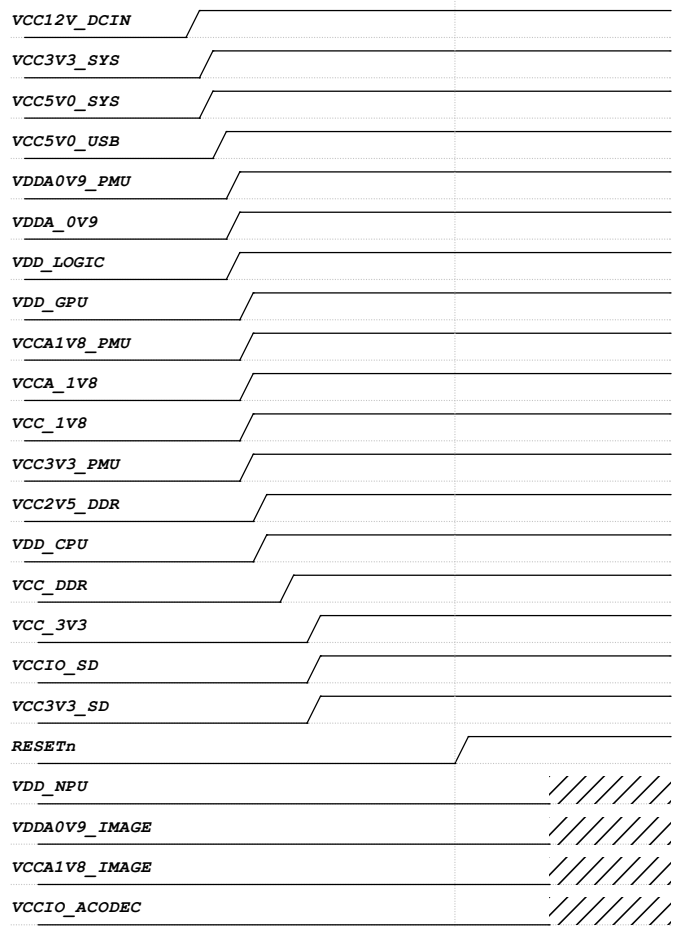 VCC12V_DCIN
VCC3V3_SYS
VCC5V0_SYS
VCC5V0_USB
VDDA0V9_PMU
VDDA_0V9
VDD_LOGIC
VDD_GPU
VCCA1V8_PMU
VCCA_1V8
VCC_1V8
VCC3V3_PMU
VCC2V5_DDR
VDD_CPU
VCC_DDR
VCC_3V3
VCCIO_SD
VCC3V3_SD
RESETn
VDD_NPU
VDDA0V9_IMAGE
VCCA1V8_IMAGE
VCCIO_ACODEC